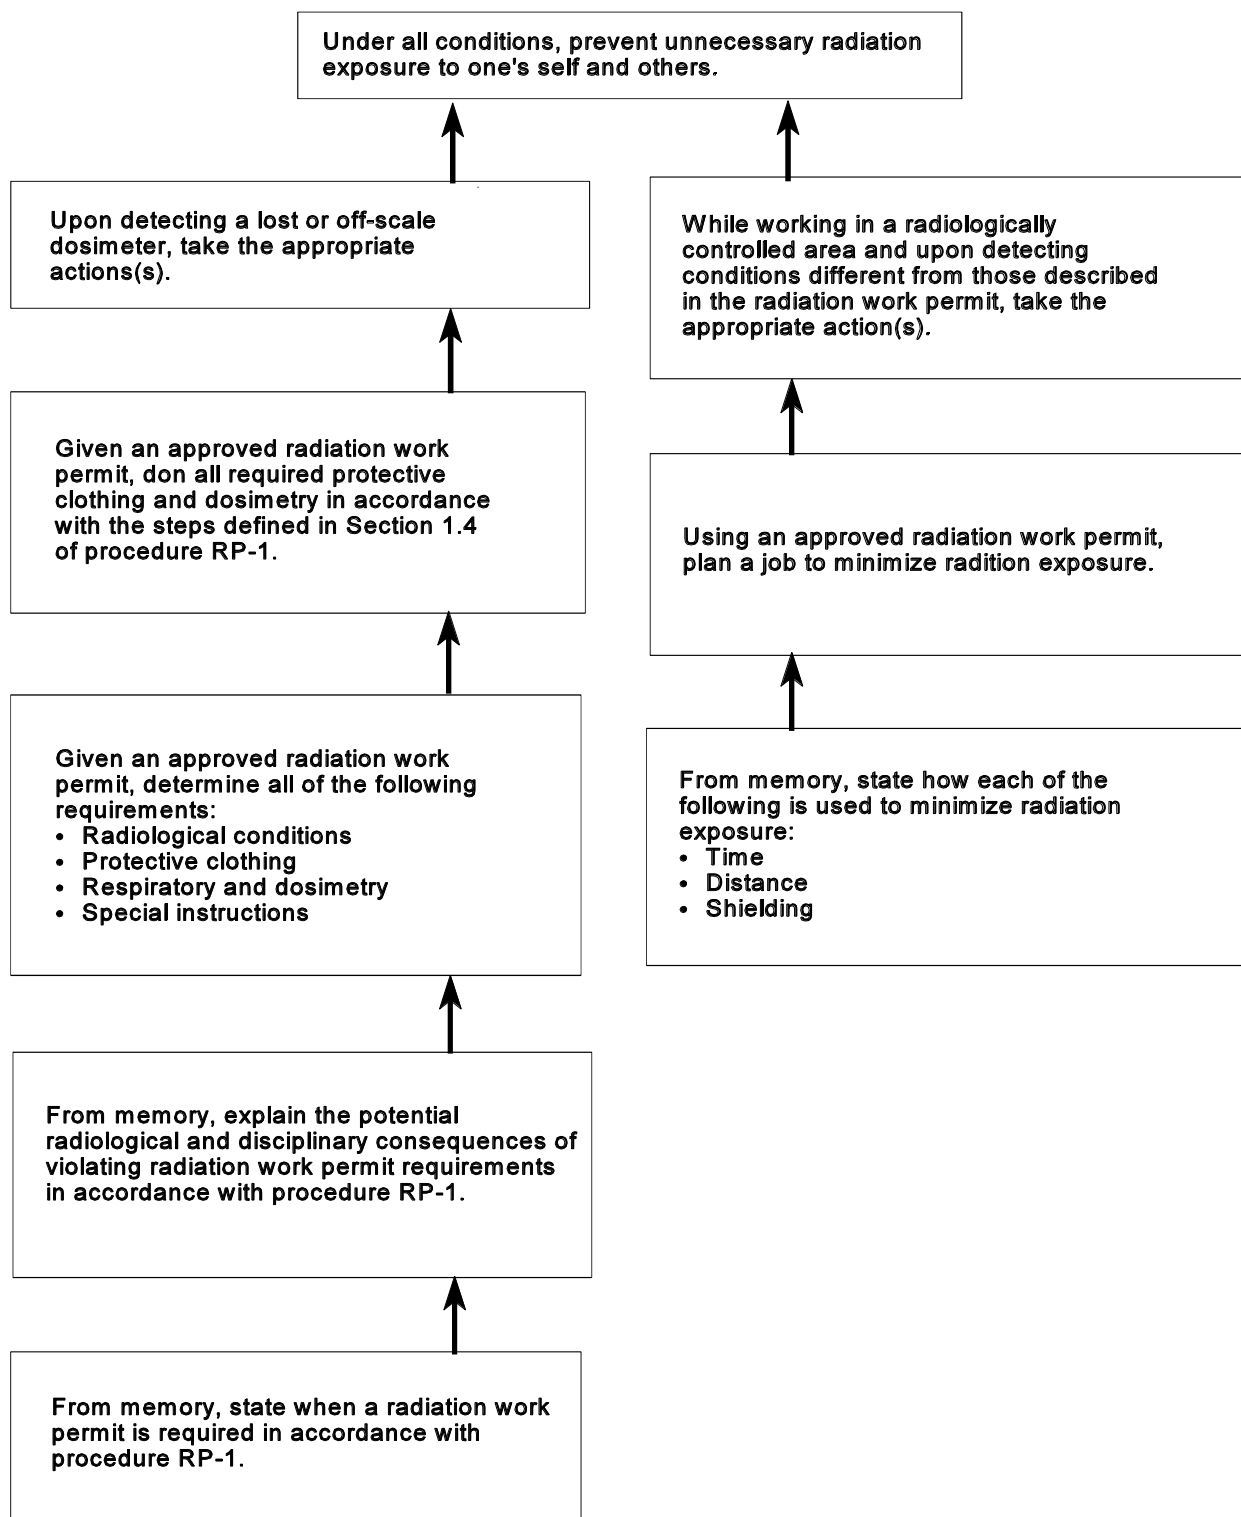 Under all conditions, prevent unnecessary radiation
exposure to one's self and others.
Upon detecting a lost or off-scale
dosimeter, take the appropriate
actions(s).
Given an approved radiation work
permit, don all required protective
clothing and dosimetry in accordance
with the steps defined in Section 1.4
of procedure RP-1.
Given an approved radiation work
permit, determine all of the following
requirements:
• Radiological conditions
• Protective clothing
• Respiratory and dosimetry
• Special instructions
From memory, explain the potential
radiological and disciplinary consequences of
violating radiation work permit requirements
in accordance with procedure RP-1.
From memory, state when a radiation work
permit is required in accordance with
procedure RP-1.
While working in a radiologically
controlled area and upon detecting
conditions different from those described
in the radiation work permit, take the
appropriate action(s).
Using an approved radiation work permit,
plan a job to minimize radition exposure.
From memory, state how each of the
following is used to minimize radiation
exposure:
• Time
• Distance
• Shielding